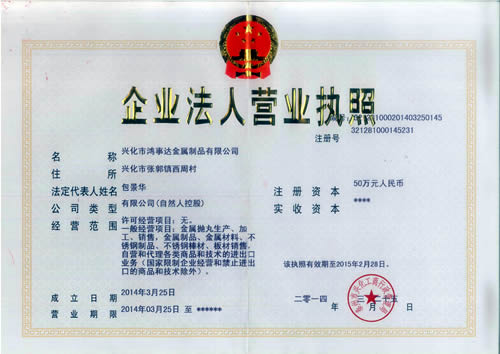 企业法人营业执照
编号 321281000201403250145
注册号 321281000145231
名称 兴化市鸿事达金属制品有限公司
住所 兴化市张郭镇西周村
法定代表人姓名 包景华
注册资本 50万元人民币
公司类型 有限公司(自然人控股)
实收资本 ****
经营范围 许可经营项目：无。
一般经营项目：金属抛丸生产、加
工、销售，金属制品、金属材料、不
锈钢制品、不锈钢棒材、板材销售，
自营和代理各类商品和技术的进出口
业务（国家限制企业经营和禁止进出口
的商品和技术除外）。
该执照有效期至2015年2月28日。
成立日期 2014年3月25日
营业期限 2014年03月25日 至 ******
二〇一四年 三月 二十五日